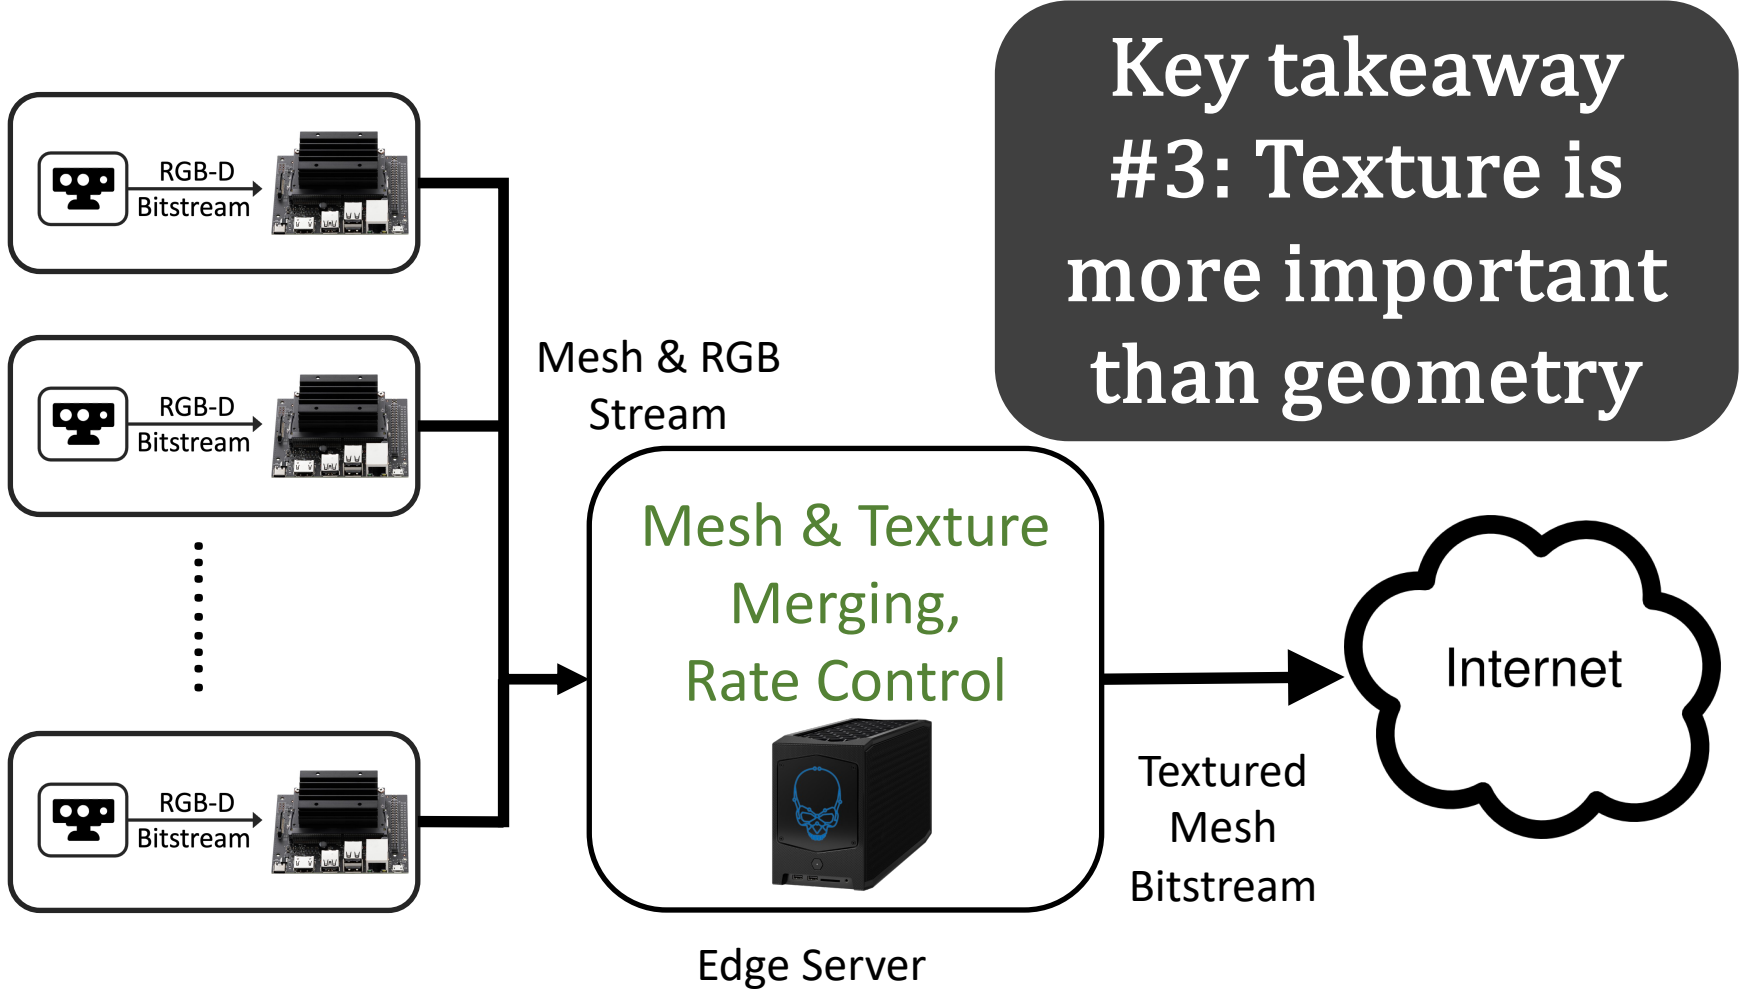 Key takeaway
#3: Texture is
more important
than geometry
RGB-D
Bitstream
RGB-D
Bitstream
RGB-D
Bitstream
Mesh & RGB
Stream
Mesh & Texture
Merging,
Rate Control
Edge Server
Textured
Mesh
Bitstream
Internet